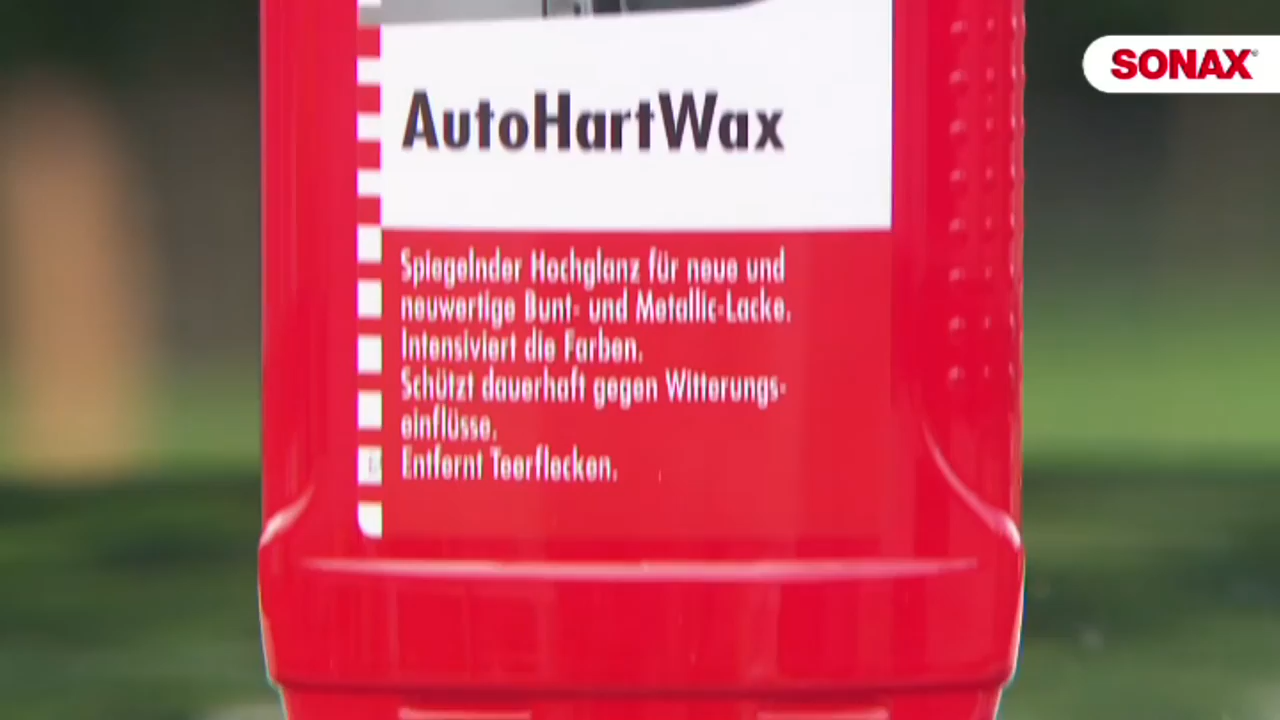 SONAX
AutoHartWax
Spiegelnder Hochglanz für neue und
neuwertige Bunt- und Metallic-Lacke.
Intensiviert die Farben.
Schützt dauerhaft gegen Witterungs-
einflüsse.
Entfernt Teerflecken.